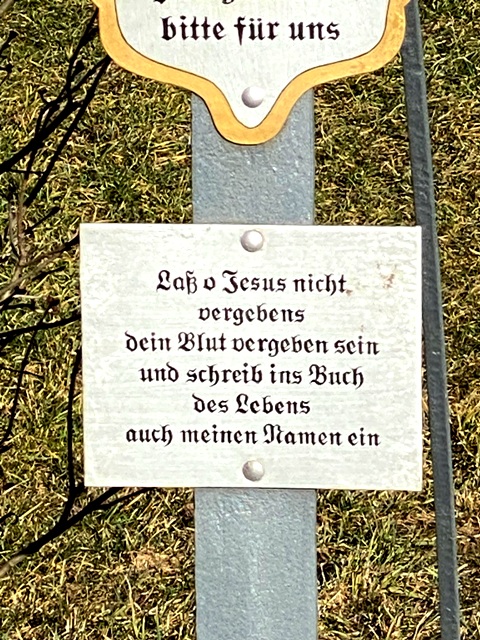 bitte für uns
Laß o Jesus nicht
vergebens
dein Blut vergeben sein
und schreib ins Buch
des Lebens
auch meinen Namen ein